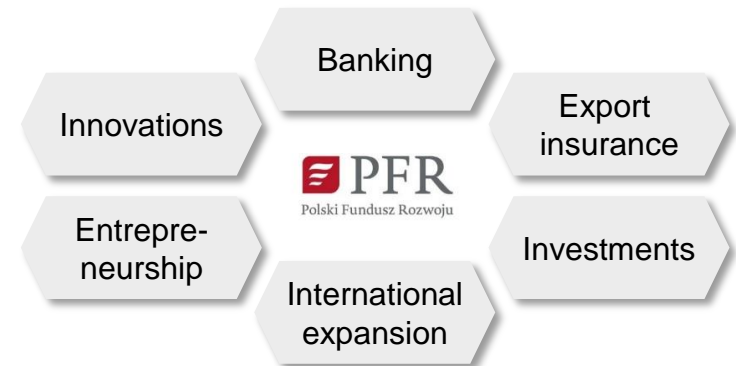 Banking
Innovations
Export
insurance
PFR
Polski Fundusz Rozwoju
Entrepre-
neurship
Investments
International
expansion